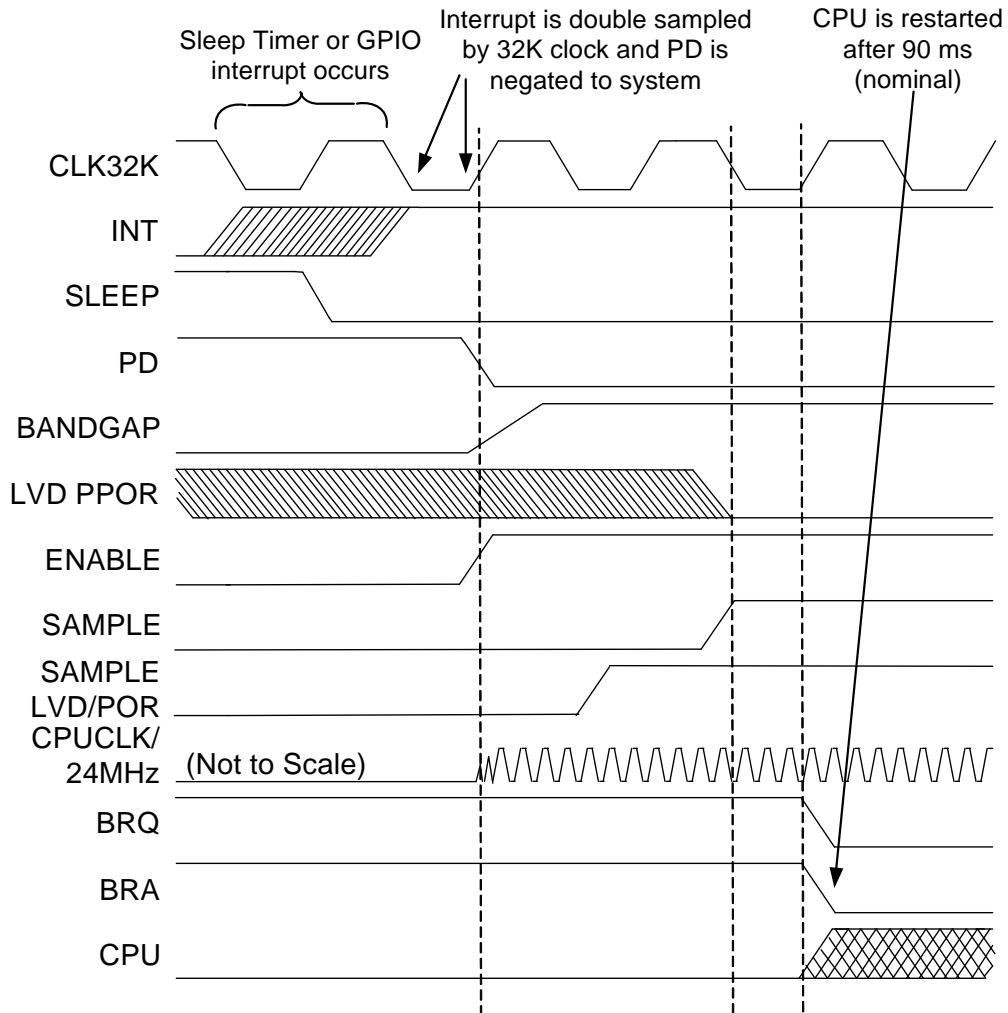 Sleep Timer or GPIO
interrupt occurs
Interrupt is double sampled
by 32K clock and PD is
negated to system
CPU is restarted
after 90 ms
(nominal)
CLK32K
INT
SLEEP
PD
BANDGAP
LVD PPOR
ENABLE
SAMPLE
SAMPLE
LVD/POR
CPUCLK/
24MHz
(Not to Scale)
BRQ
BRA
CPU